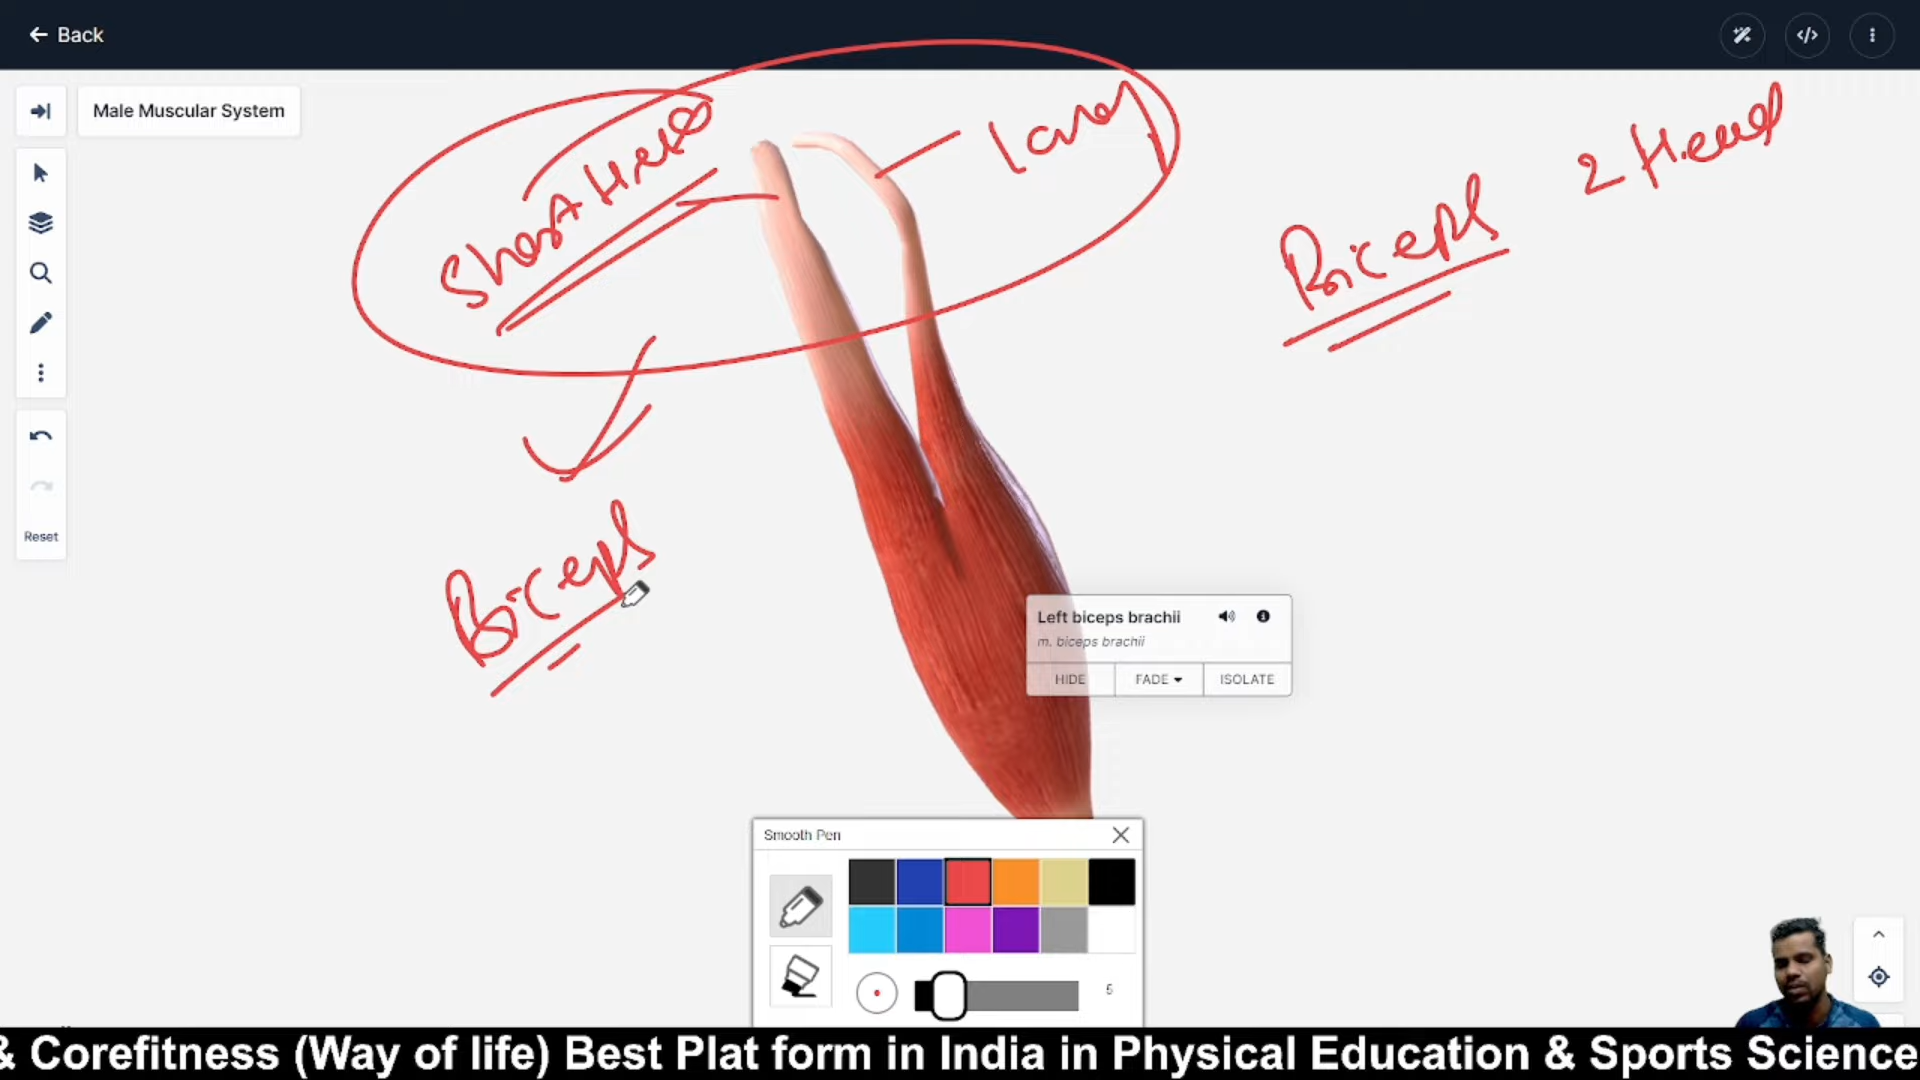 Back
Male Muscular System
Short Head
Long
2 Head
Biceps
Biceps
Reset
Left biceps brachii
m. biceps brachii
HIDE FADE ISOLATE
Smooth Pen
5
& Corefitness (Way of life) Best Plat form in India in Physical Education & Sports Science